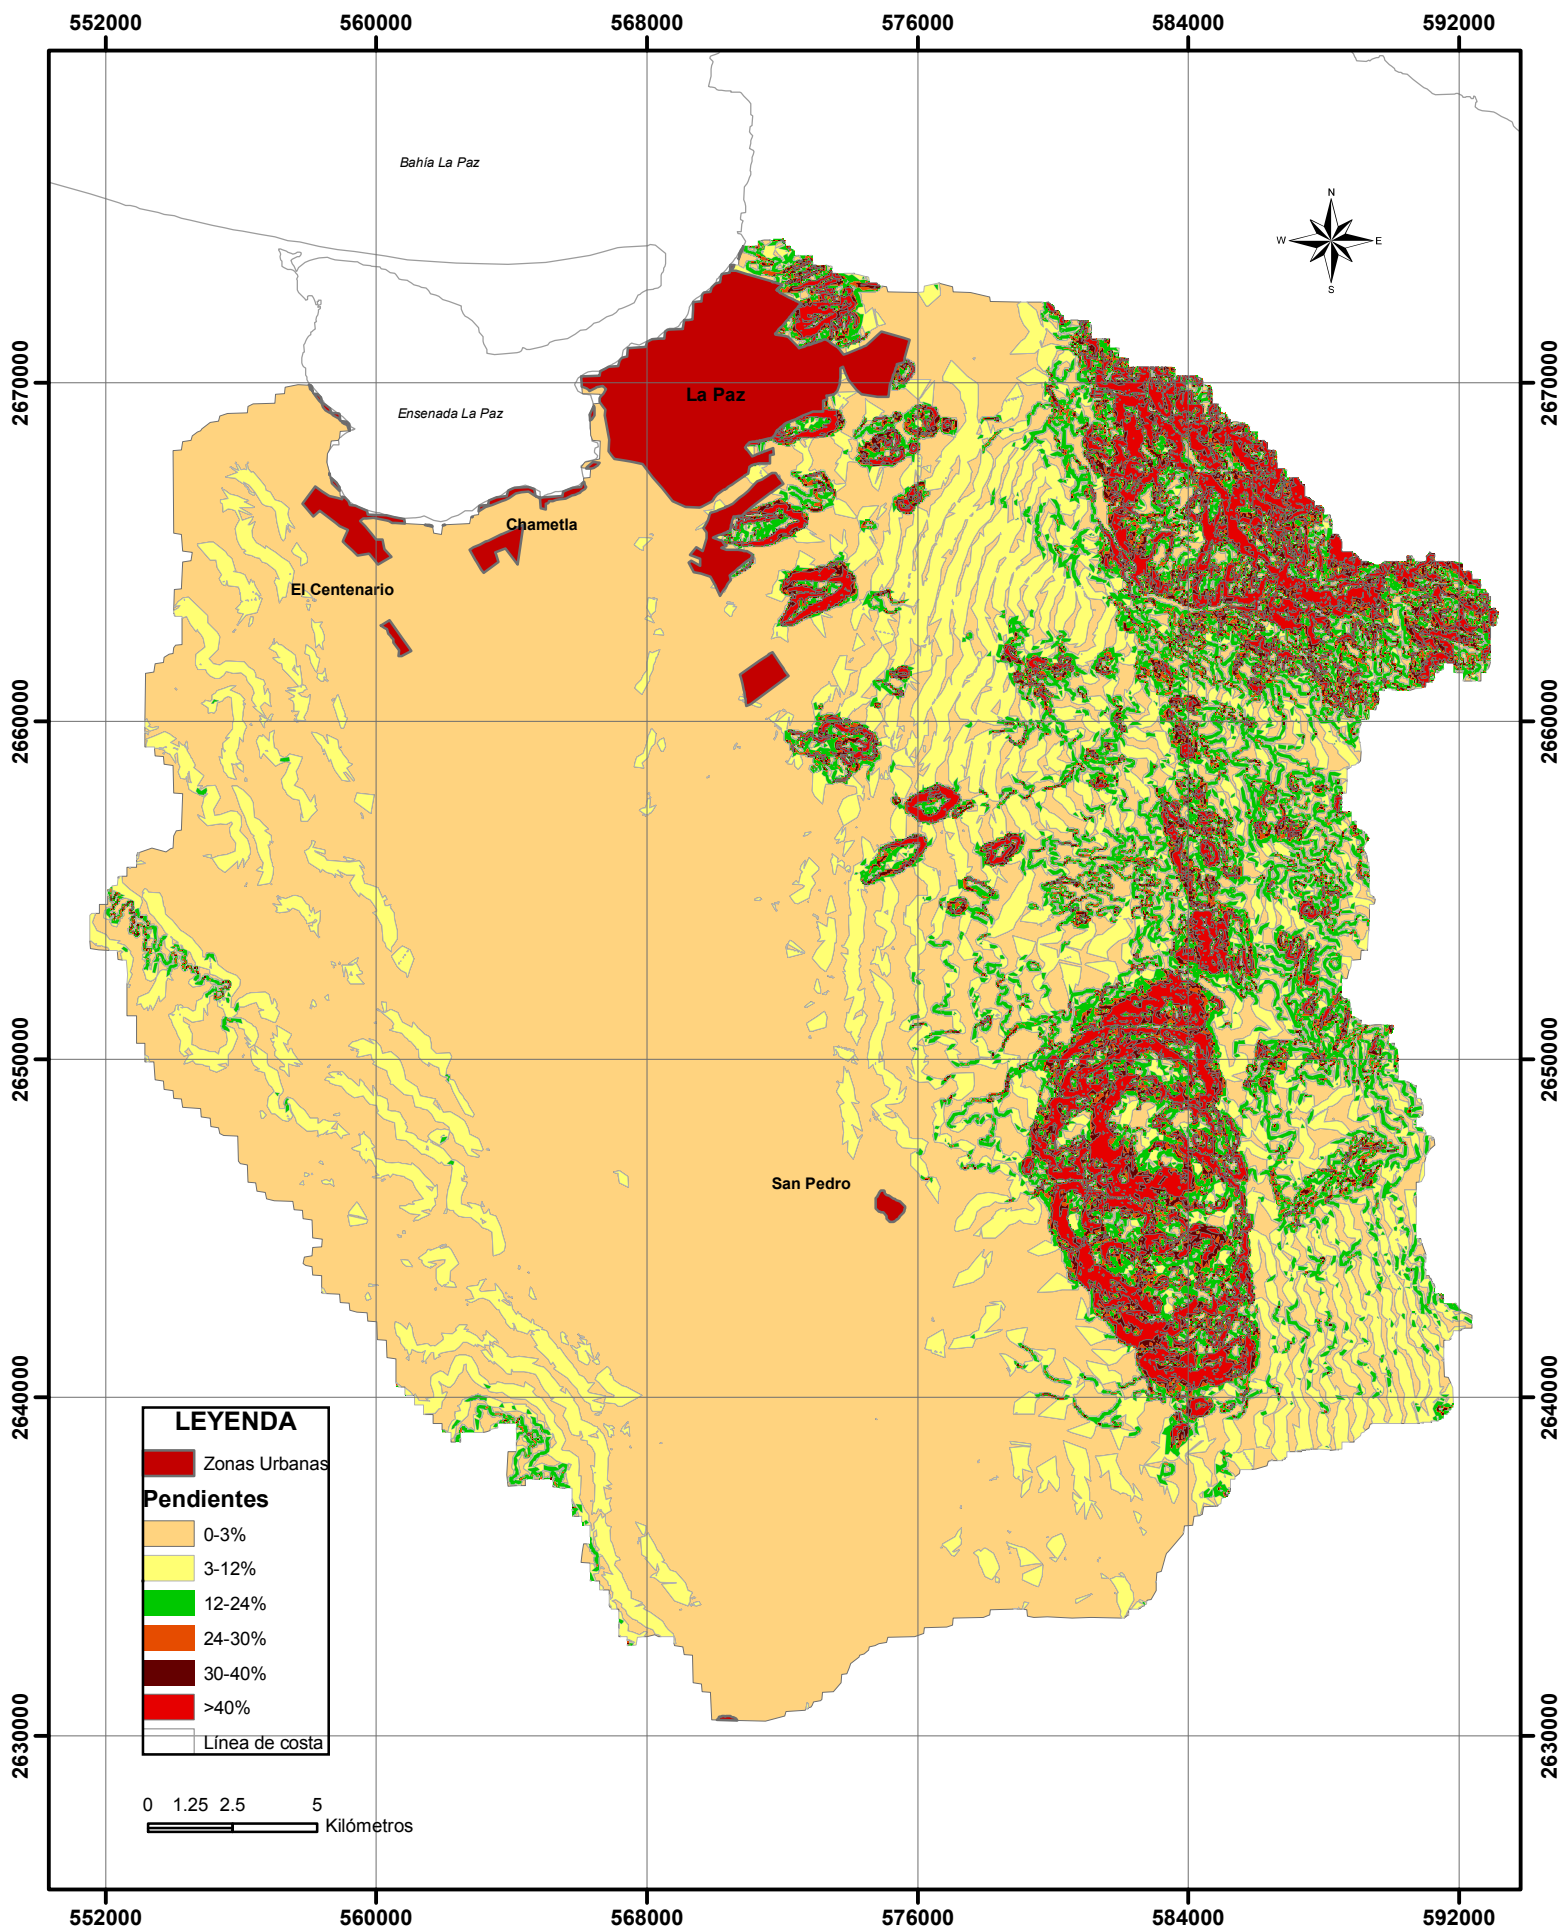 552000 560000 568000 576000 584000 592000
Bahía La Paz
N
W E
S
2670000 2670000
La Paz
Ensenada La Paz
Chametla
El Centenario
2660000 2660000
2650000 2650000
San Pedro
2640000 2640000
LEYENDA
Zonas Urbanas
Pendientes
0-3%
3-12%
12-24%
24-30%
30-40%
>40%
Línea de costa
2630000 2630000
0 1.25 2.5 5
Kilómetros
552000 560000 568000 576000 584000 592000